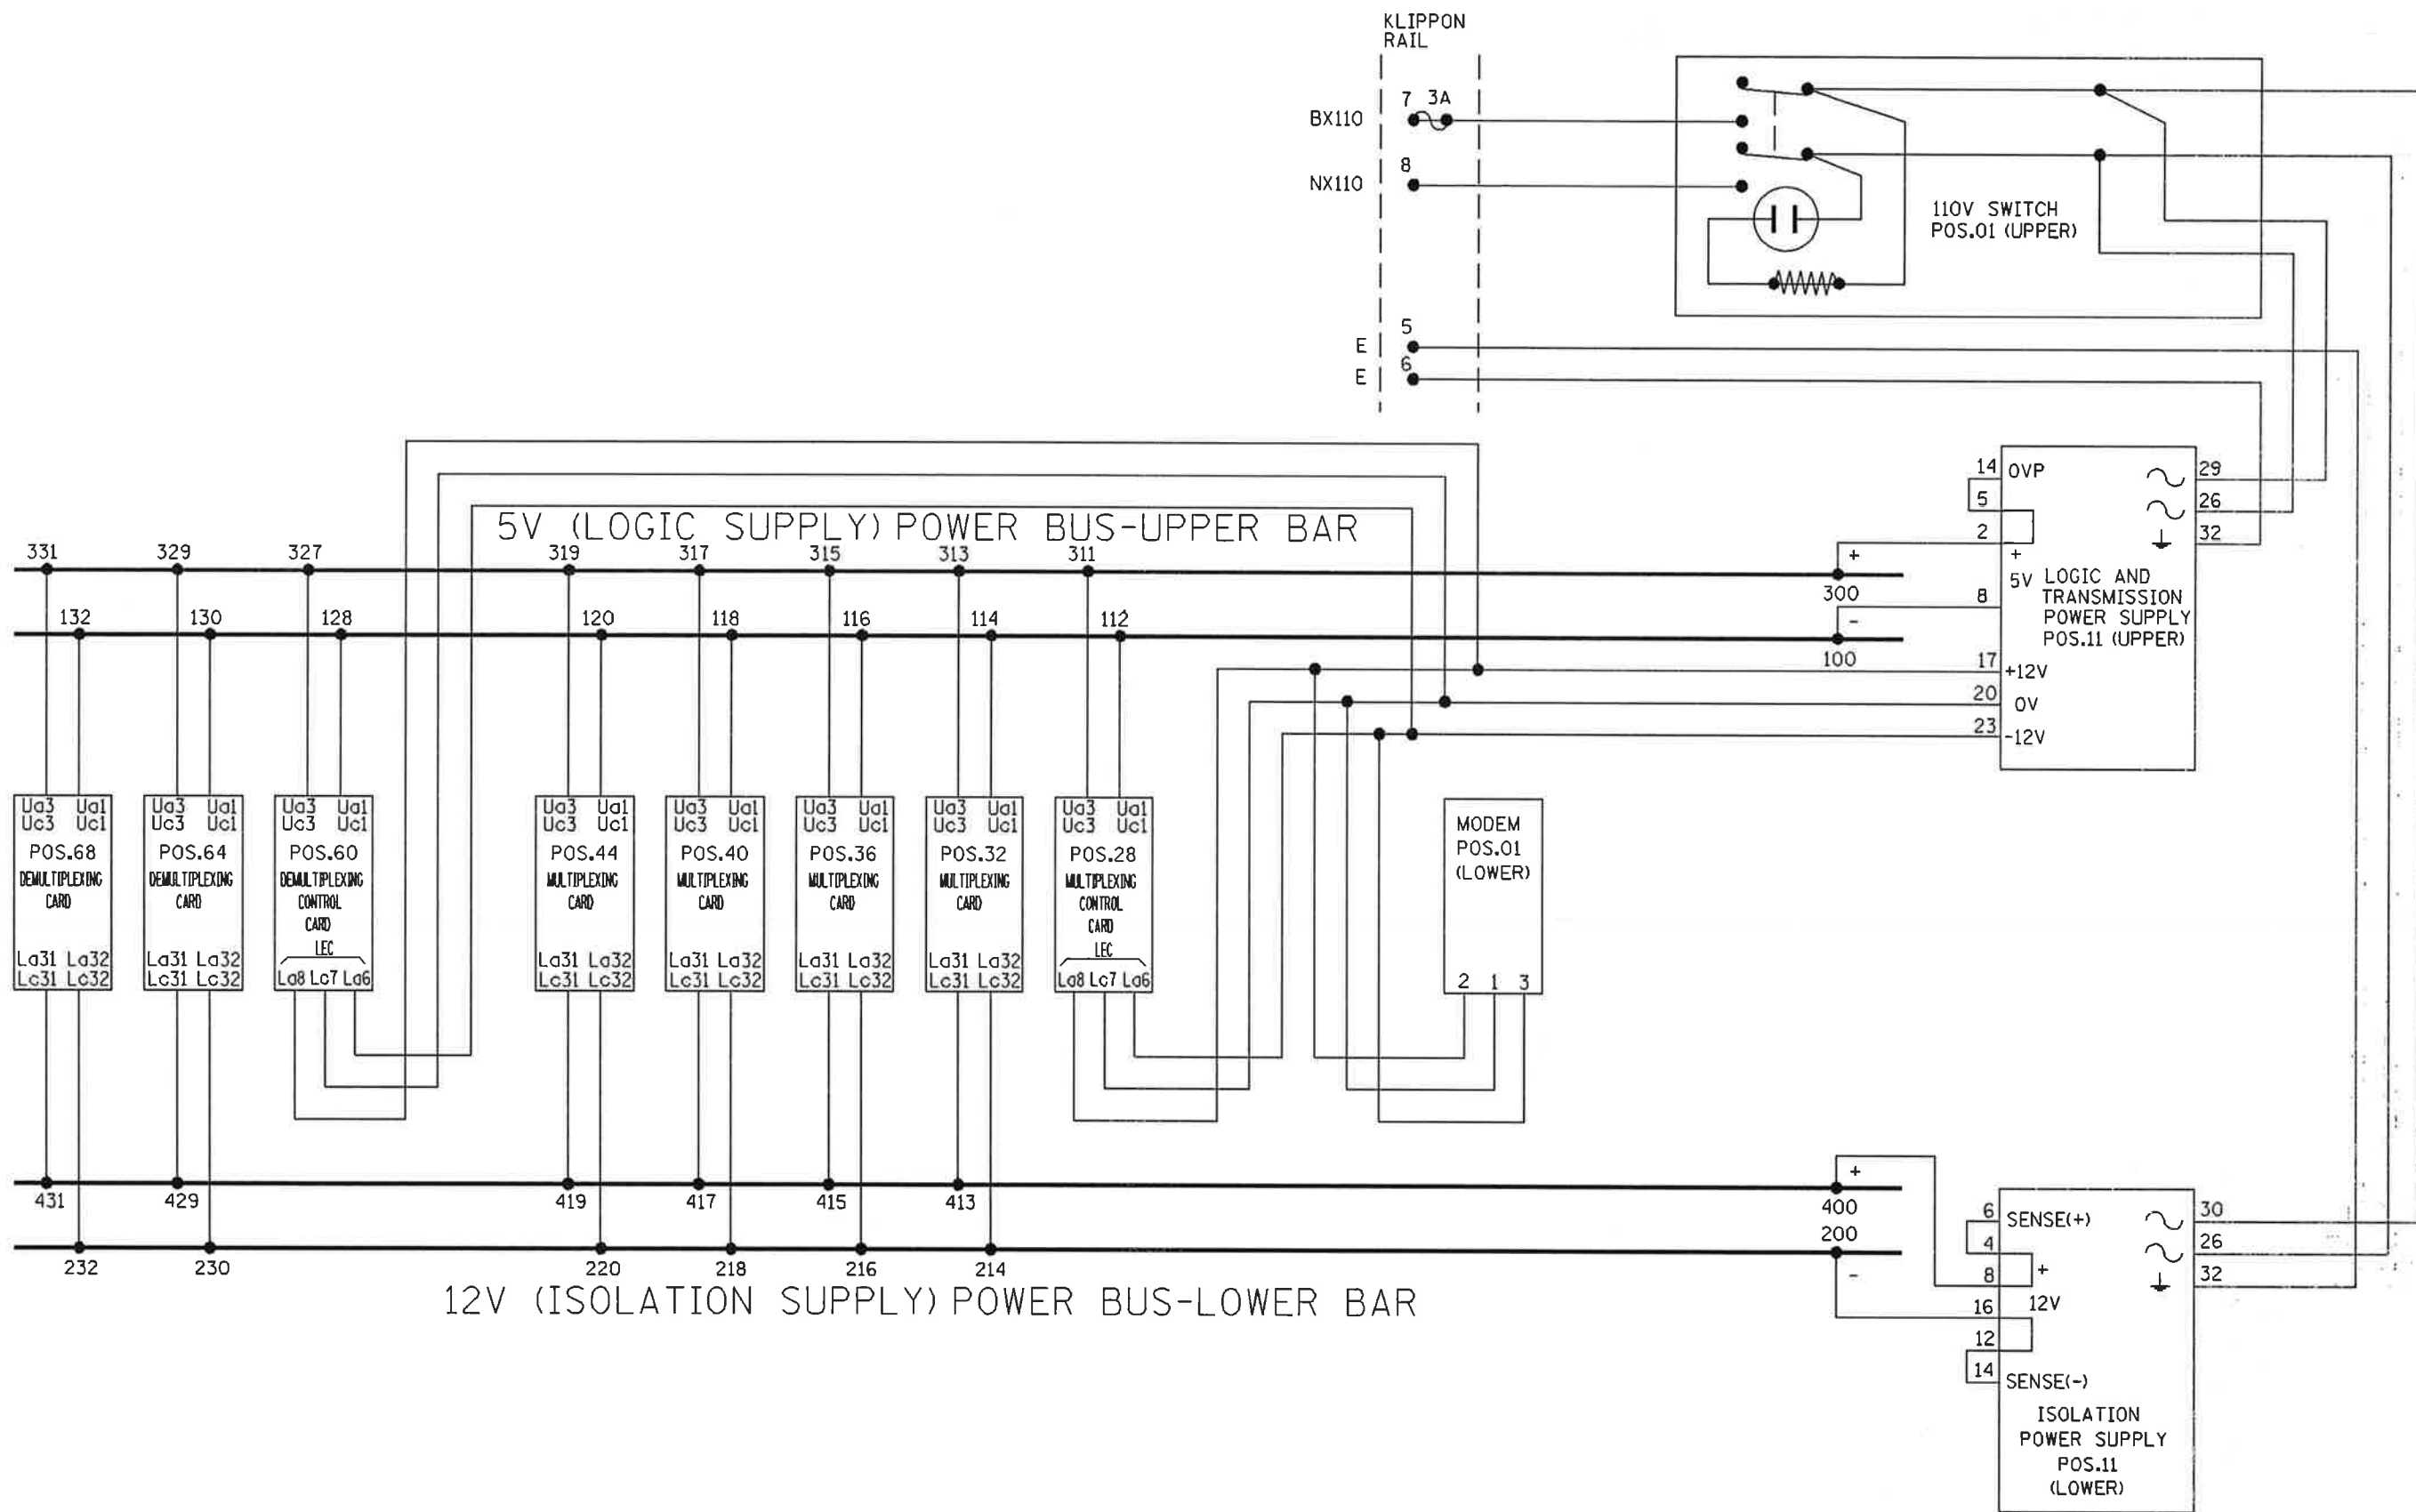 KLIPPON
RAIL
7 3A
BX110
8
NX110
110V SWITCH
POS.01 (UPPER)
5
E
6
E
14 OVP 29
5 26
2 32
+
5V LOGIC AND
TRANSMISSION
8 POWER SUPPLY
POS.11 (UPPER)
17 +12V
20 0V
23 -12V
5V (LOGIC SUPPLY) POWER BUS-UPPER BAR
331 329 327 319 317 315 313 311 +
300
132 130 128 120 118 116 114 112 -
100
Ua3 Ua1
Uc3 Uc1
POS.68
DEMULTIPLEXING
CARD
La31 La32
Lc31 Lc32
Ua3 Ua1
Uc3 Uc1
POS.64
DEMULTIPLEXING
CARD
La31 La32
Lc31 Lc32
Ua3 Ua1
Uc3 Uc1
POS.60
DEMULTIPLEXING
CONTROL
CARD
LEC
La8 Lc7 La6
Ua3 Ua1
Uc3 Uc1
POS.44
MULTIPLEXING
CARD
La31 La32
Lc31 Lc32
Ua3 Ua1
Uc3 Uc1
POS.40
MULTIPLEXING
CARD
La31 La32
Lc31 Lc32
Ua3 Ua1
Uc3 Uc1
POS.36
MULTIPLEXING
CARD
La31 La32
Lc31 Lc32
Ua3 Ua1
Uc3 Uc1
POS.32
MULTIPLEXING
CARD
La31 La32
Lc31 Lc32
Ua3 Ua1
Uc3 Uc1
POS.28
MULTIPLEXING
CONTROL
CARD
LEC
La8 Lc7 La6
MODEM
POS.01
(LOWER)
2 1 3
431 429 419 417 415 413 +
400
200
232 230 220 218 216 214 -
12V (ISOLATION SUPPLY) POWER BUS-LOWER BAR
6 SENSE(+) 30
4 26
8 + 32
16 12V
12
14 SENSE(-)
ISOLATION
POWER SUPPLY
POS.11
(LOWER)